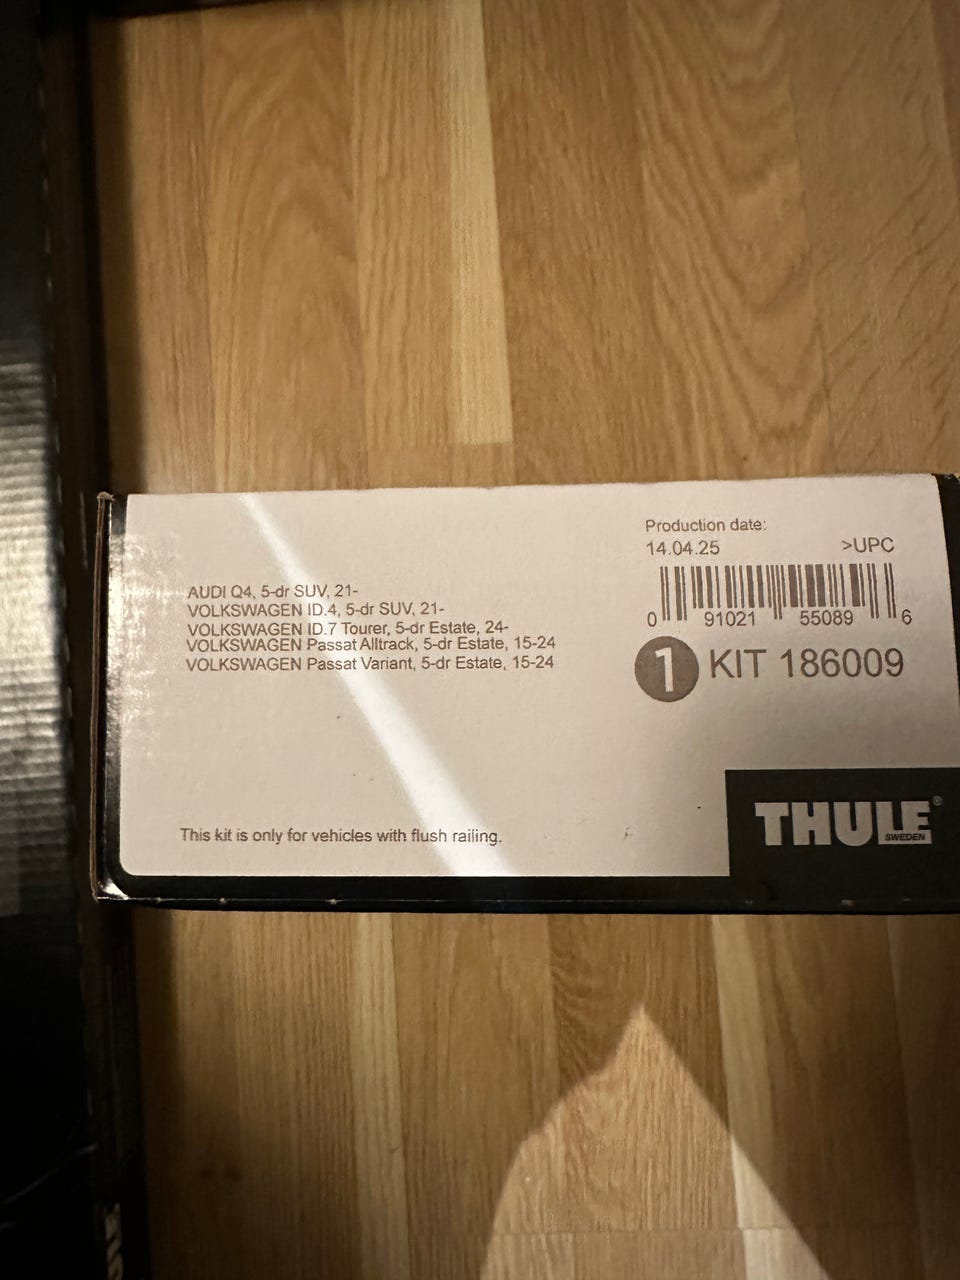 AUDI Q4, 5-dr SUV, 21-
VOLKSWAGEN ID.4, 5-dr SUV, 21-
VOLKSWAGEN ID.7 Tourer, 5-dr Estate, 24-
VOLKSWAGEN Passat Alltrack, 5-dr Estate, 15-24
VOLKSWAGEN Passat Variant, 5-dr Estate, 15-24
This kit is only for vehicles with flush railing.
Production date:
14.04.25 >UPC
0 91021 55089 6
1 KIT 186009
THULE®
SWEDEN